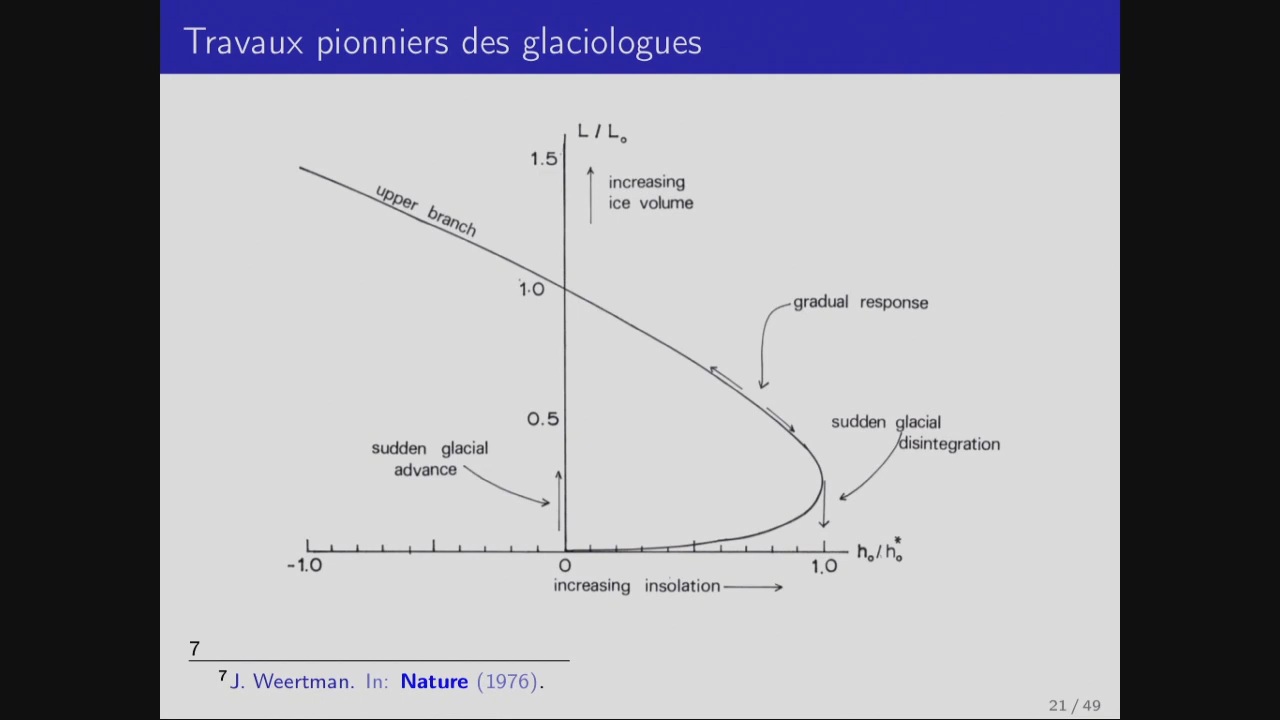 Travaux pionniers des glaciologues
L / L₀
1.5
increasing
ice volume
upper branch
1.0
gradual response
0.5
sudden glacial
disintegration
sudden glacial
advance
-1.0
0
1.0
h₀/h₀*
increasing insolation
7
7 J. Weertman. In: Nature (1976).
21 / 49